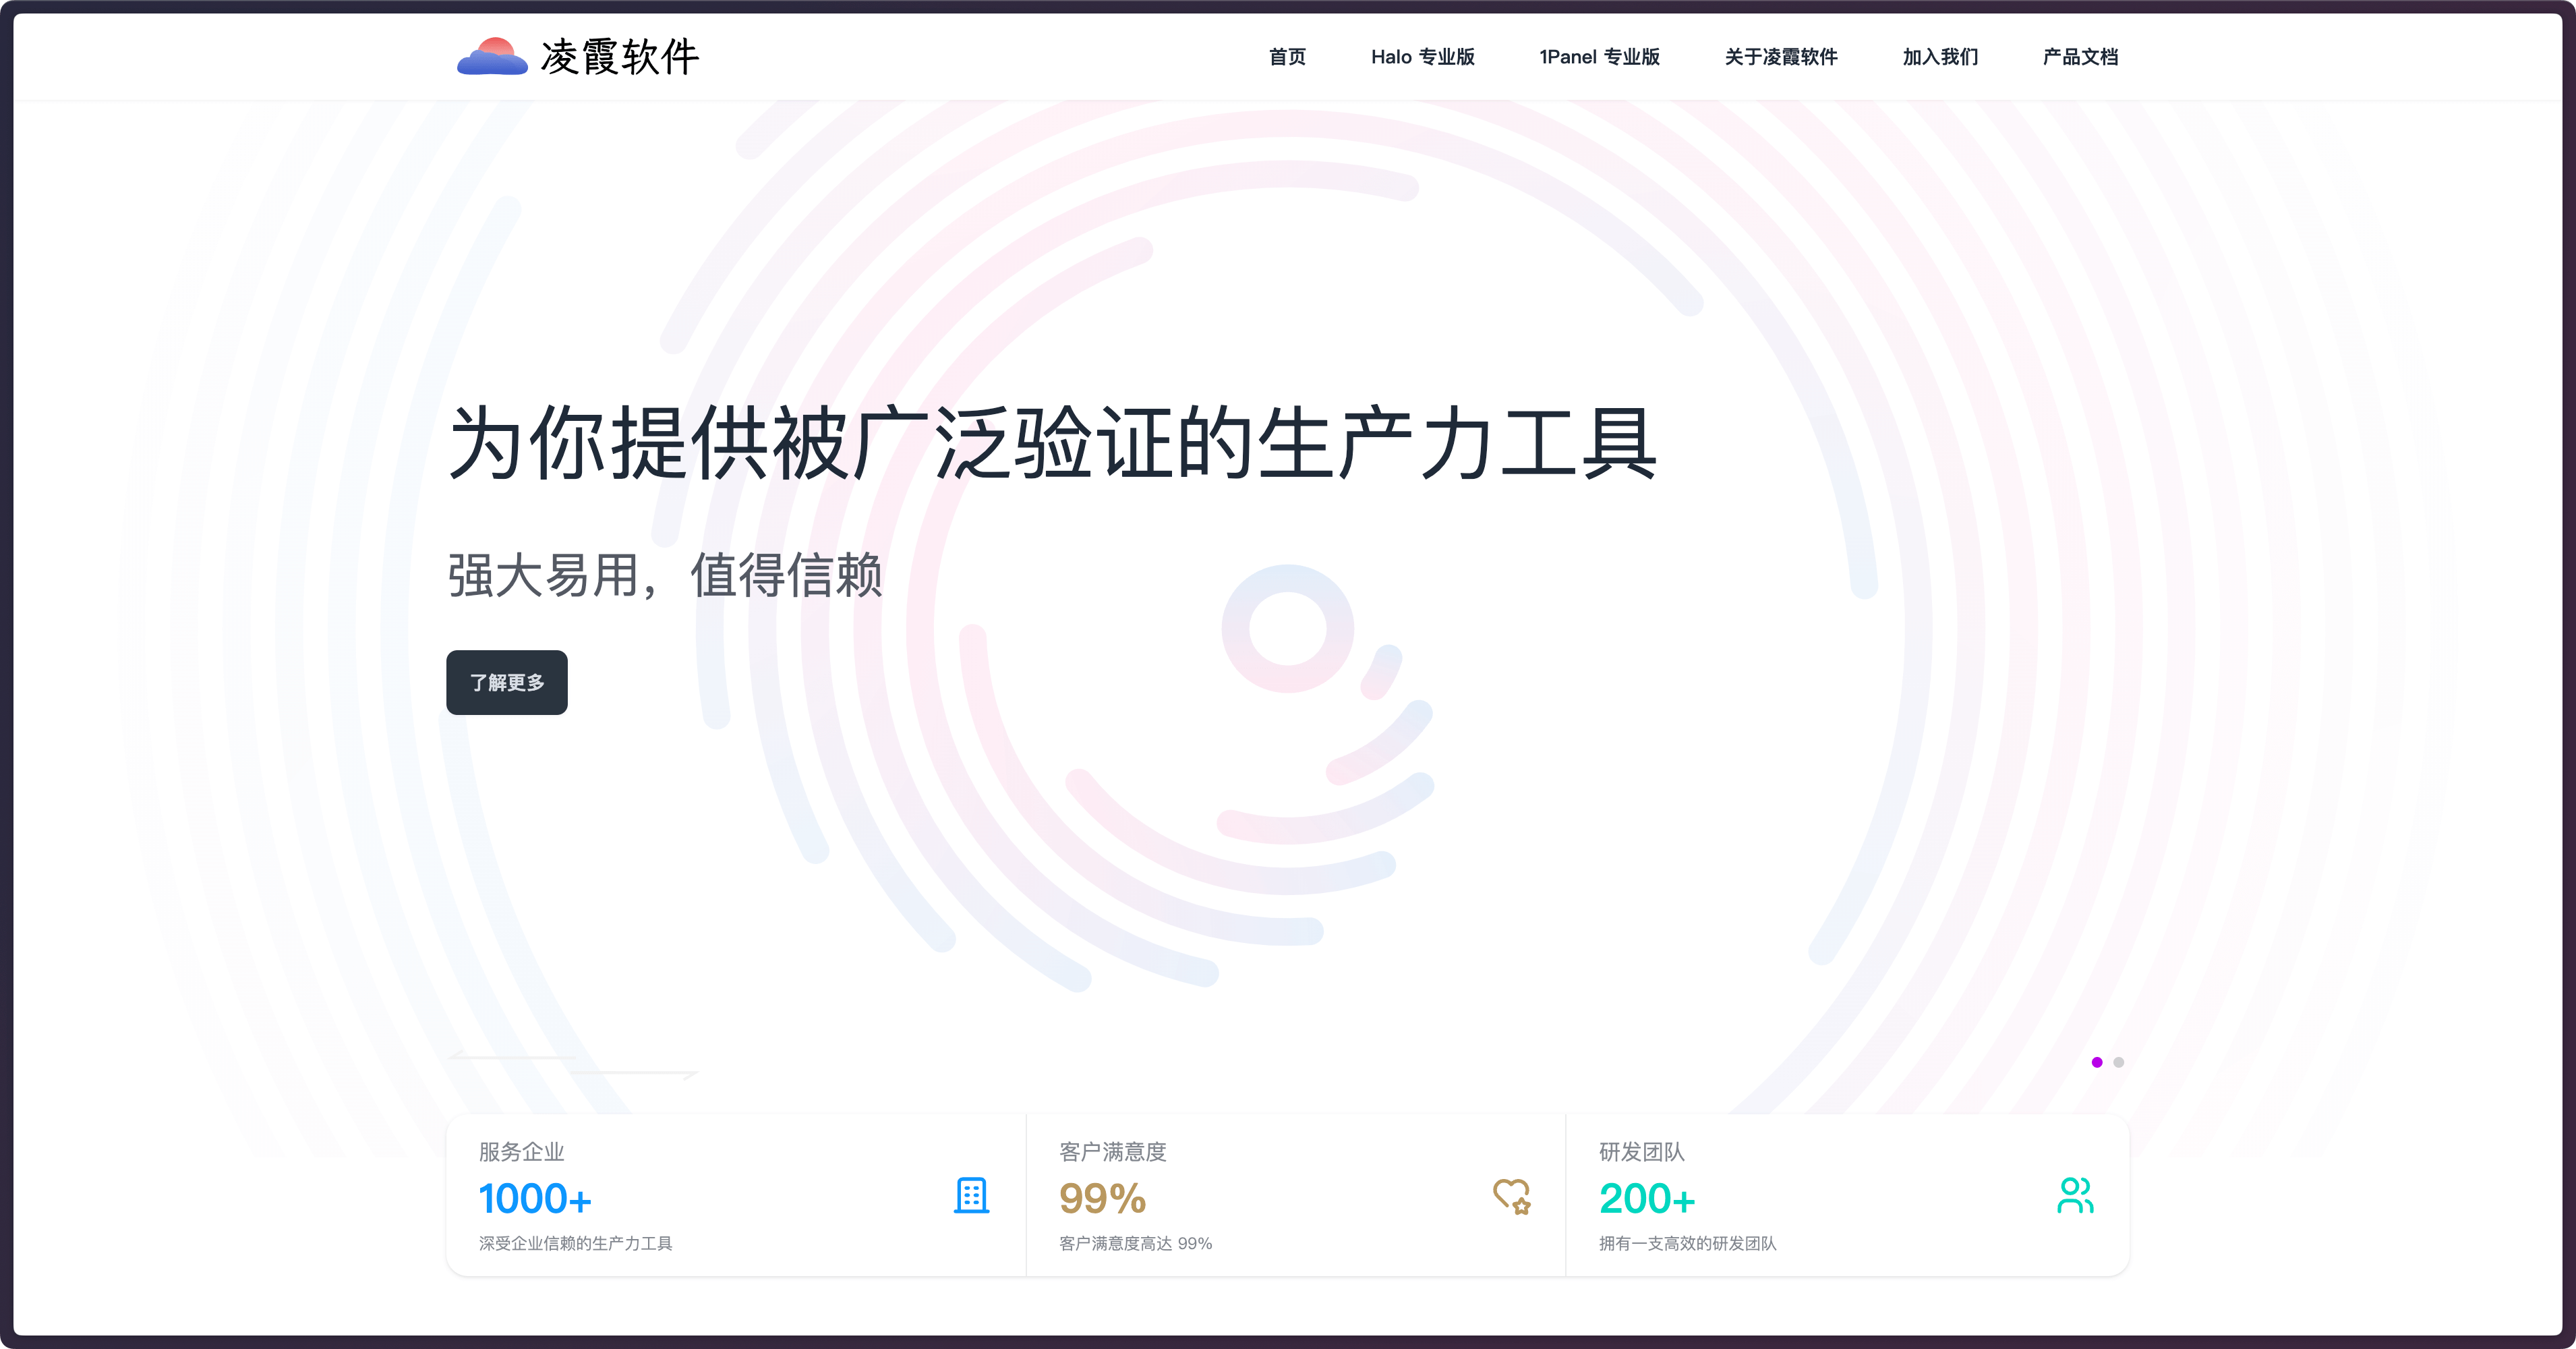 凌霞软件
首页 Halo 专业版 1Panel 专业版 关于凌霞软件 加入我们 产品文档
为你提供被广泛验证的生产力工具
强大易用，值得信赖
了解更多
服务企业
1000+
深受企业信赖的生产力工具
客户满意度
99%
客户满意度高达 99%
研发团队
200+
拥有一支高效的研发团队